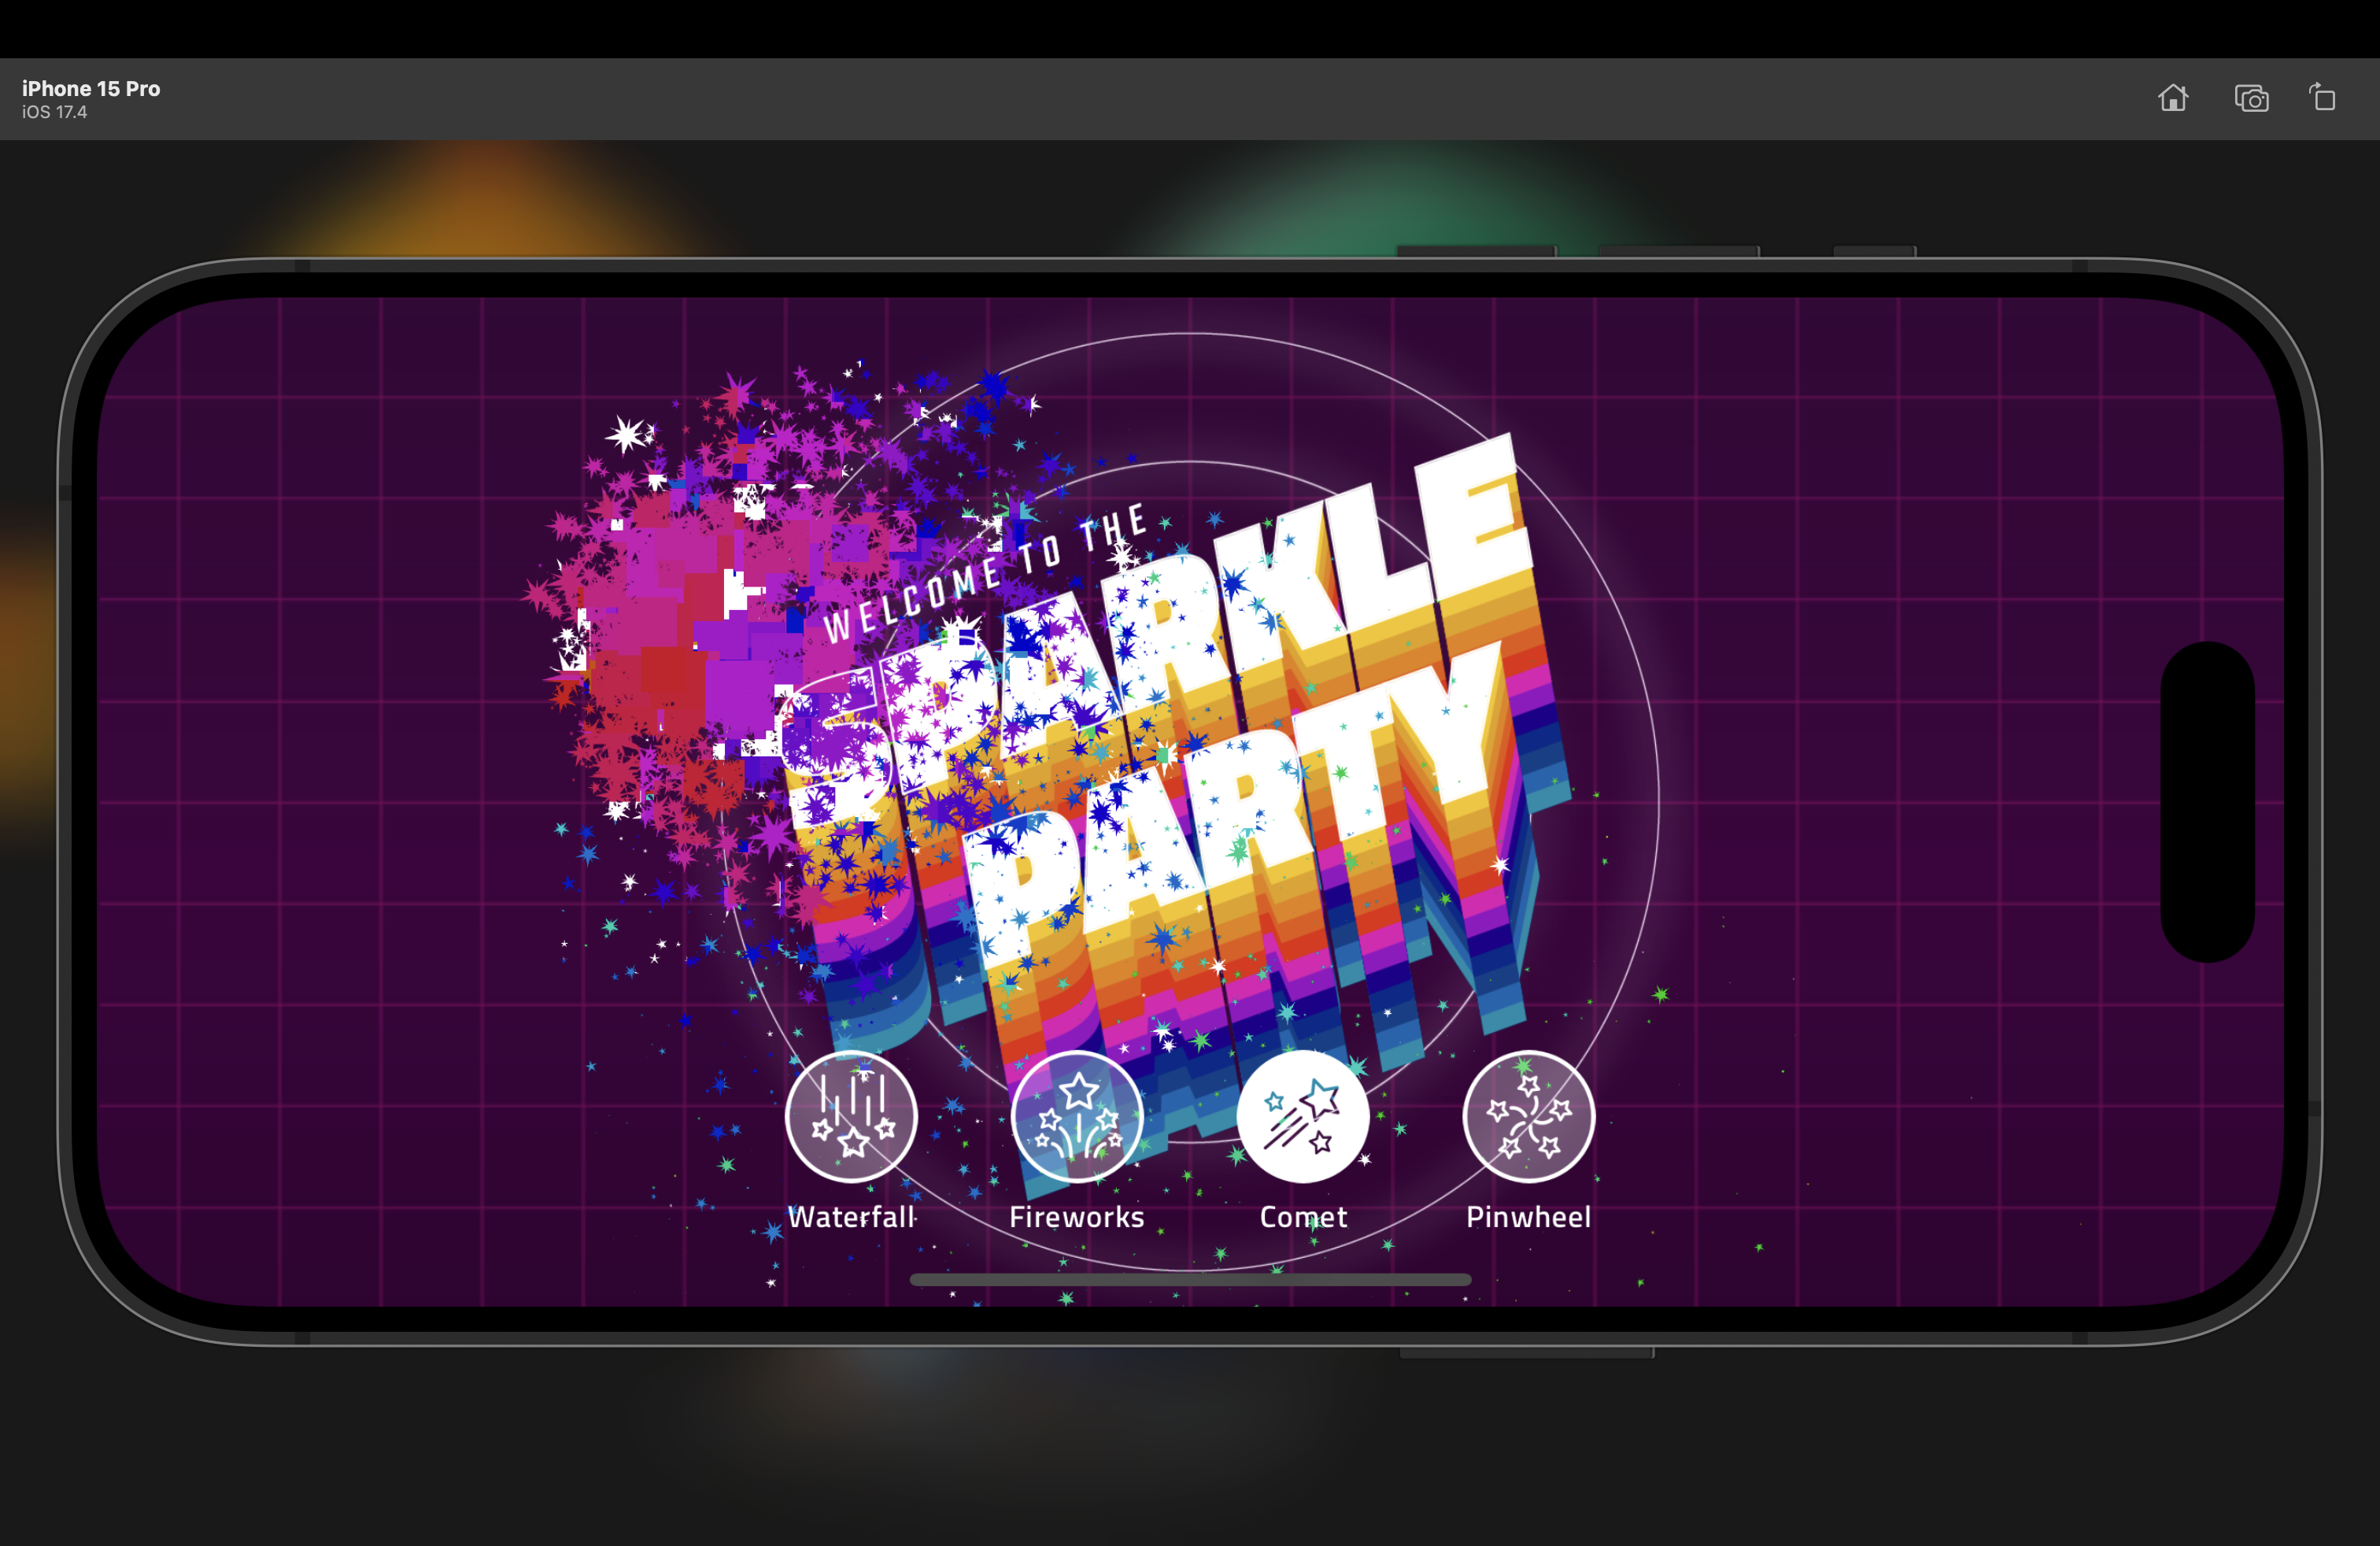 iPhone 15 Pro
iOS 17.4
WELCOME TO THE
SPARKLE
PARTY
Waterfall
Fireworks
Comet
Pinwheel